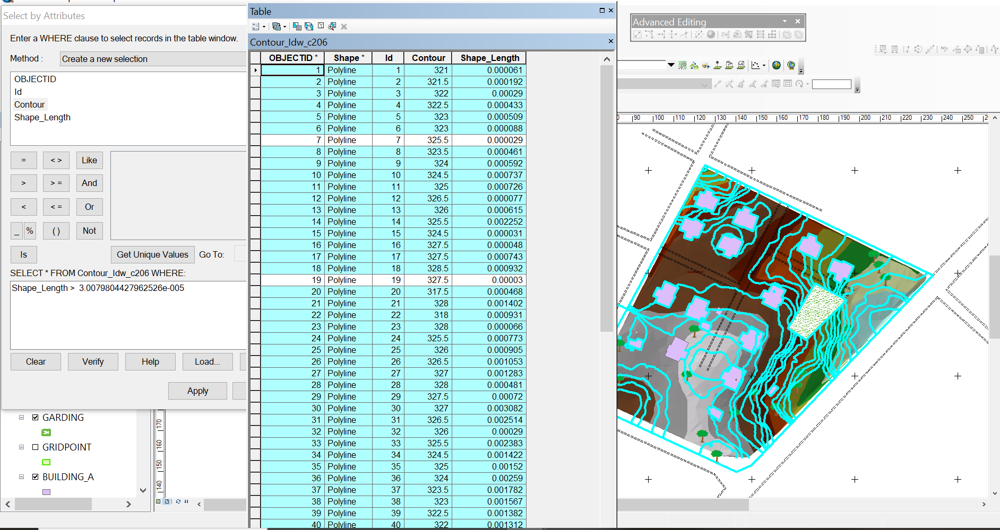 Select by Attributes
Enter a WHERE clause to select records in the table window.
Method :
Create a new selection
OBJECTID
Id
Contour
Shape_Length
= < > Like
> > = And
< < = Or
_ % ( ) Not
Is
Get Unique Values
Go To:
SELECT * FROM Contour_Idw_c206 WHERE:
Shape_Length > 3.0079804427962526e-005
Clear
Verify
Help
Load...
Apply
GARDING
GRIDPOINT
BUILDING_A
170
160
150
140
Table
Contour_Idw_c206
OBJECTID * Shape * Id Contour Shape_Length
1 Polyline 1 321 0.000061
2 Polyline 2 321.5 0.000192
3 Polyline 3 322 0.00029
4 Polyline 4 322.5 0.000433
5 Polyline 5 323 0.000509
6 Polyline 6 323 0.000088
7 Polyline 7 325.5 0.000029
8 Polyline 8 323.5 0.000461
9 Polyline 9 324 0.000592
10 Polyline 10 324.5 0.000737
11 Polyline 11 325 0.000726
12 Polyline 12 326.5 0.000077
13 Polyline 13 326 0.000615
14 Polyline 14 325.5 0.002252
15 Polyline 15 324.5 0.000031
16 Polyline 16 327.5 0.000048
17 Polyline 17 327.5 0.000743
18 Polyline 18 328.5 0.000932
19 Polyline 19 327.5 0.00003
20 Polyline 20 317.5 0.000468
21 Polyline 21 328 0.001402
22 Polyline 22 318 0.000931
23 Polyline 23 328 0.000066
24 Polyline 24 325.5 0.000773
25 Polyline 25 326 0.000905
26 Polyline 26 326.5 0.001053
27 Polyline 27 327 0.001283
28 Polyline 28 328 0.000481
29 Polyline 29 327.5 0.00072
30 Polyline 30 327 0.003082
31 Polyline 31 326.5 0.002514
32 Polyline 32 326 0.00029
33 Polyline 33 325.5 0.002383
34 Polyline 34 324.5 0.001422
35 Polyline 35 325 0.00152
36 Polyline 36 324 0.00259
37 Polyline 37 323.5 0.001782
38 Polyline 38 323 0.001567
39 Polyline 39 322.5 0.001382
40 Polyline 40 322 0.001312
Advanced Editing
90 100 110 120 130 140 150 160 170 180 190 200 210 220 230 240 250